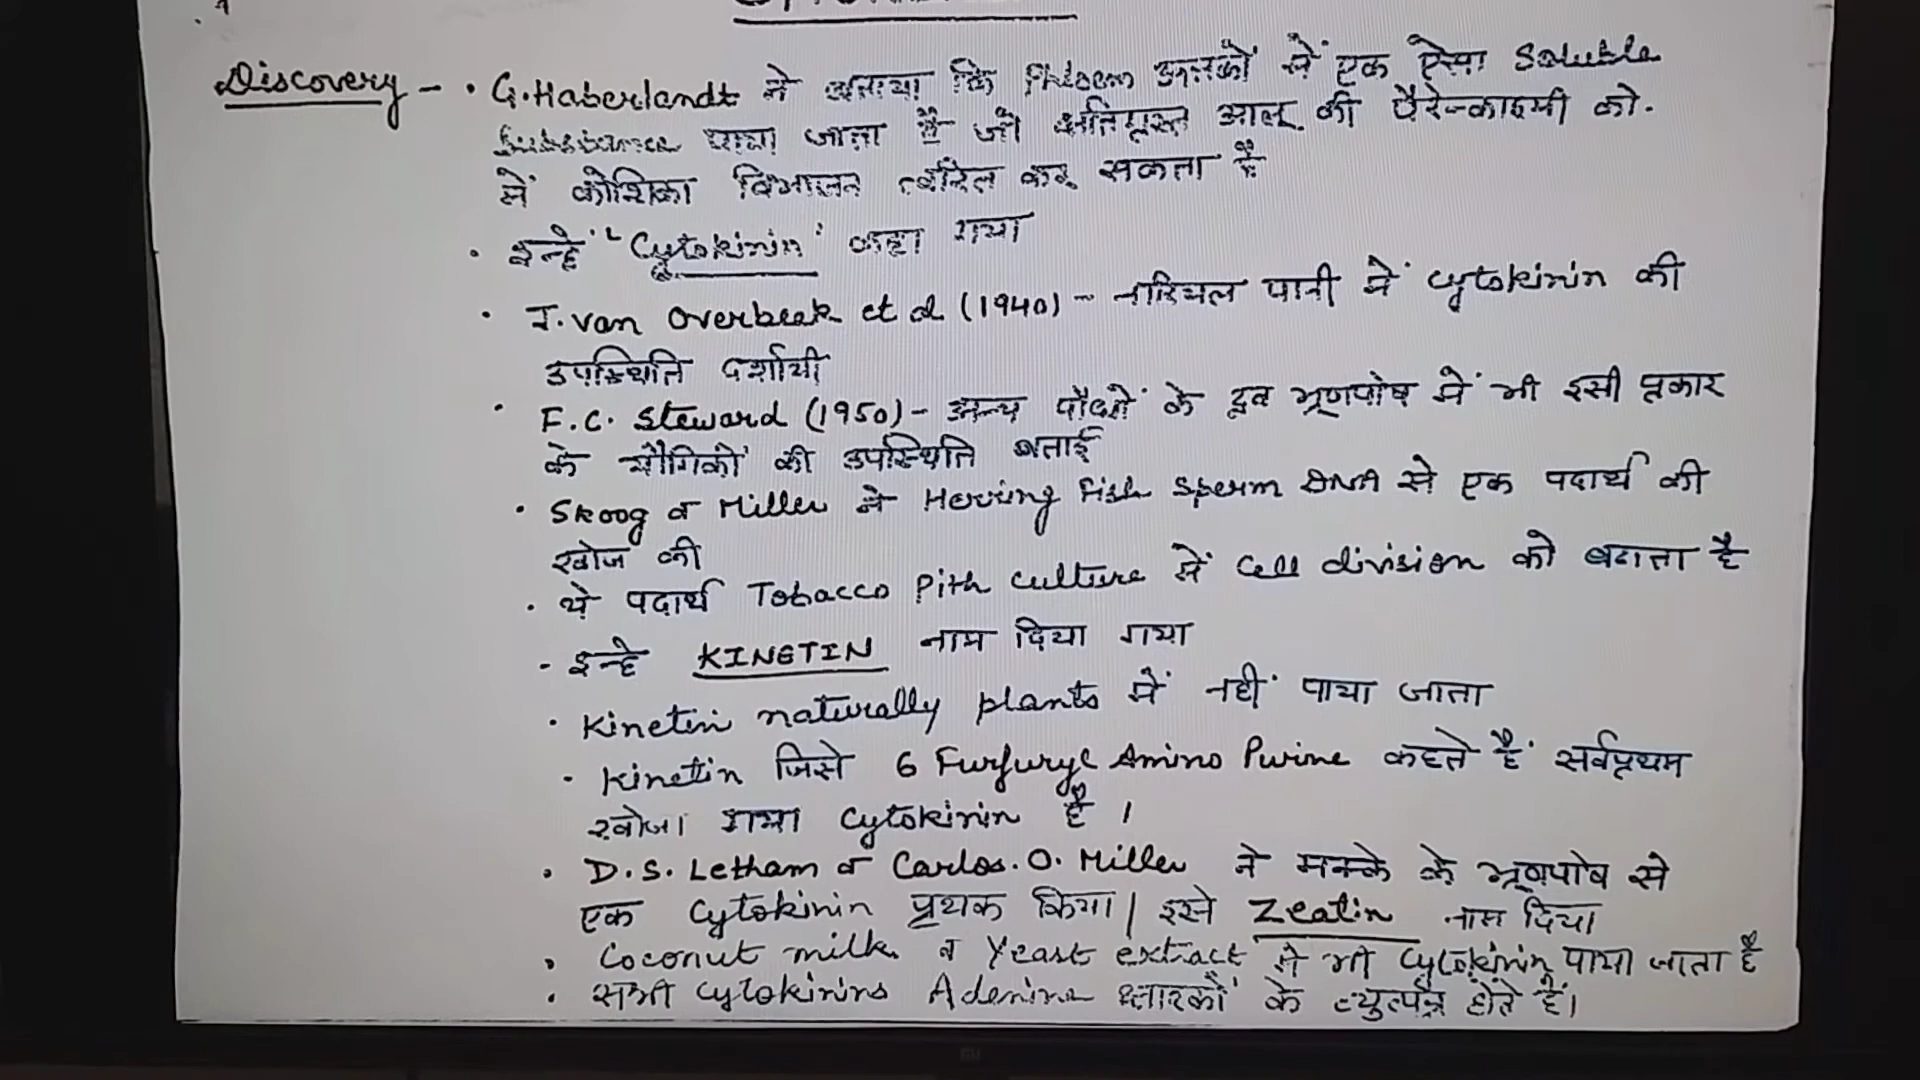 Discovery - • G. Haberlandt ने बताया कि Phloem ऊतकों में एक ऐसा Soluble
Substance पाया जाता है जो क्षतिग्रस्त आलू की पैरेन्काइमी को.
में कोशिका विभाजन त्वरित कर सकता है
• इन्हे "Cytokinin' कहा गया
• J. Van Overbeek et al (1940) - नारियल पानी में cytokinin की
उपस्थिति दर्शायी
• F.C. Steward (1950) - अन्य पौधों के द्रव भ्रूणपोष में भी इसी प्रकार
के यौगिकों की उपस्थिति बताई
• Skoog व Miller ने Herring fish sperm DNA से एक पदार्थ की
खोज की
• ये पदार्थ Tobacco Pith culture में Cell division को बढाता है
- इन्हे KINETIN नाम दिया गया
• Kinetin naturally plants में नहीं पाया जाता
• Kinetin जिसे 6 Furfuryl Amino Purine कहते हैं सर्वप्रथम
खोजा गया Cytokinin है ।
• D.S. Letham व Carlos. O. Miller ने मक्के के भ्रूणपोष से
एक Cytokinin प्रथक किया | इसे Zeatin नाम दिया
• Coconut milk व Yeast extract में भी Cytokinin पाया जाता है
• सभी Cytokinins Adenine क्षारकों के व्युत्पन्न होते हैं।